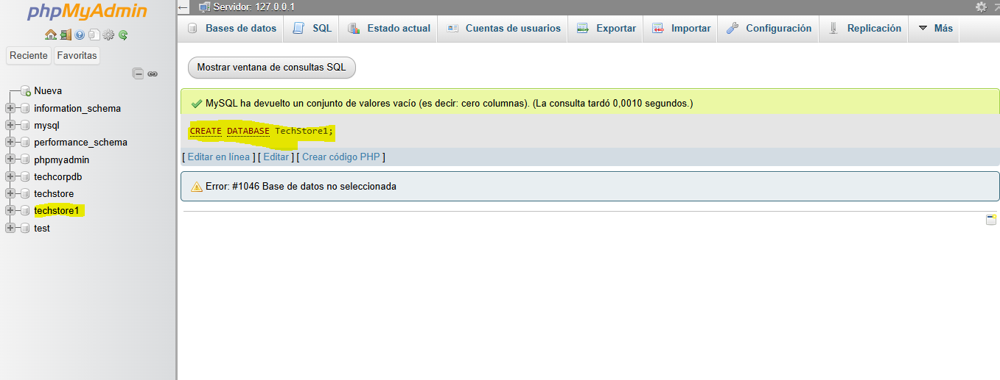 phpMyAdmin
Reciente
Favoritas
Nueva
information_schema
mysql
performance_schema
phpmyadmin
techcorpdb
techstore
techstore1
test
Servidor: 127.0.0.1
Bases de datos SQL Estado actual Cuentas de usuarios Exportar Importar Configuración Replicación Más
Mostrar ventana de consultas SQL
MySQL ha devuelto un conjunto de valores vacío (es decir: cero columnas). (La consulta tardó 0,0010 segundos.)
CREATE DATABASE TechStore1;
[ Editar en línea ] [ Editar ] [ Crear código PHP ]
Error: #1046 Base de datos no seleccionada